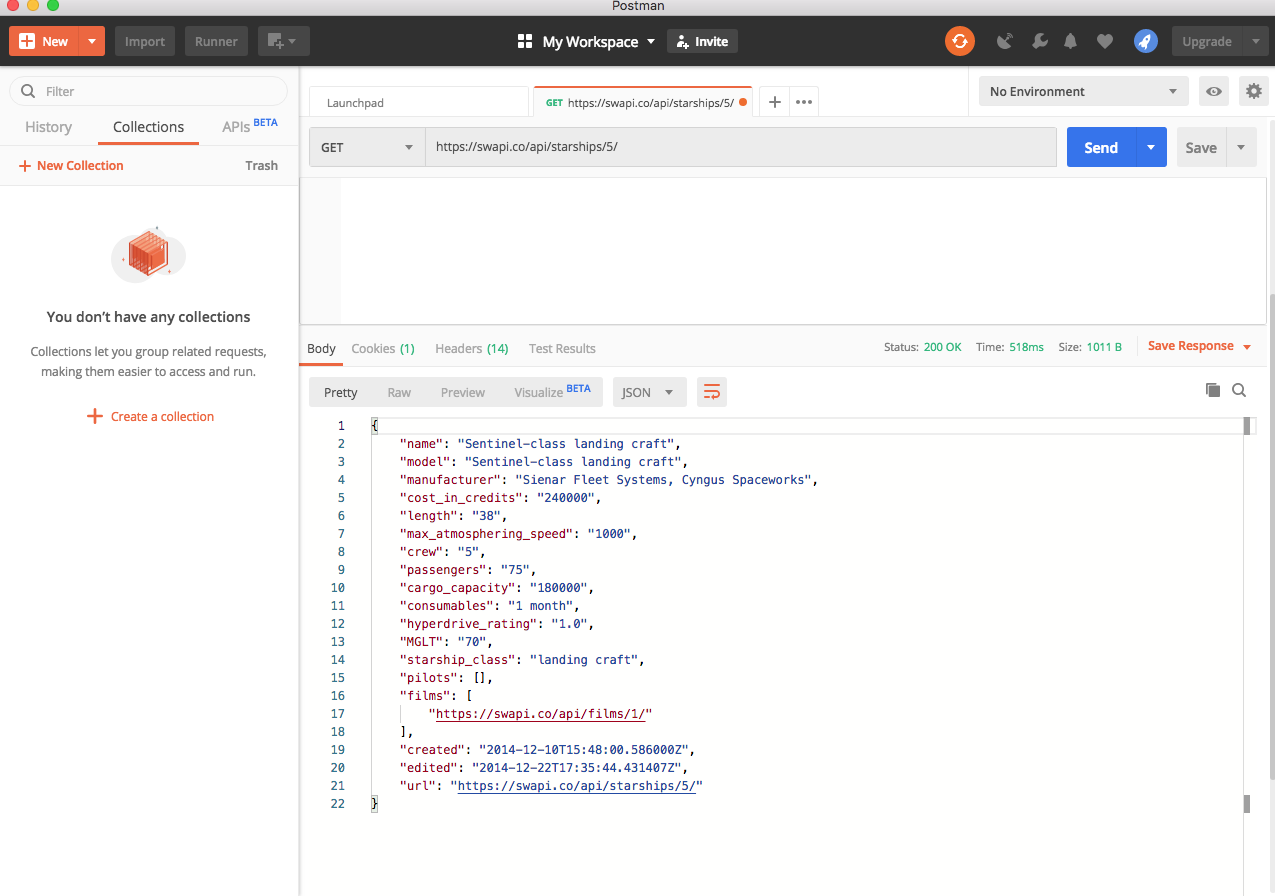 Postman
New
Import
Runner
My Workspace
Invite
Upgrade
Filter
History
Collections
APIs BETA
New Collection
Trash
You don’t have any collections
Collections let you group related requests,
making them easier to access and run.
Create a collection
Launchpad
GET https://swapi.co/api/starships/5/
No Environment
GET
https://swapi.co/api/starships/5/
Send
Save
Body
Cookies (1)
Headers (14)
Test Results
Status: 200 OK
Time: 518ms
Size: 1011 B
Save Response
Pretty
Raw
Preview
Visualize BETA
JSON
1 {
2 "name": "Sentinel-class landing craft",
3 "model": "Sentinel-class landing craft",
4 "manufacturer": "Sienar Fleet Systems, Cyngus Spaceworks",
5 "cost_in_credits": "240000",
6 "length": "38",
7 "max_atmosphering_speed": "1000",
8 "crew": "5",
9 "passengers": "75",
10 "cargo_capacity": "180000",
11 "consumables": "1 month",
12 "hyperdrive_rating": "1.0",
13 "MGLT": "70",
14 "starship_class": "landing craft",
15 "pilots": [],
16 "films": [
17 "https://swapi.co/api/films/1/"
18 ],
19 "created": "2014-12-10T15:48:00.586000Z",
20 "edited": "2014-12-22T17:35:44.431407Z",
21 "url": "https://swapi.co/api/starships/5/"
22 }